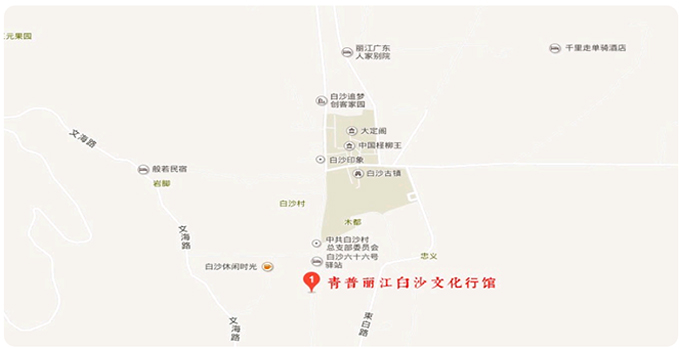 三元果园
丽江广东
人家别院
千里走单骑酒店
白沙追梦
创客家园
大定阁
中国槿柳王
文海路
白沙印象
般若民宿
岩脚
白沙古镇
白沙村
木都
文海路
中共白沙村
总支部委员会
忠义
白沙六十六号
驿站
白沙休闲时光
1
青普丽江白沙文化行馆
文海路
東白路